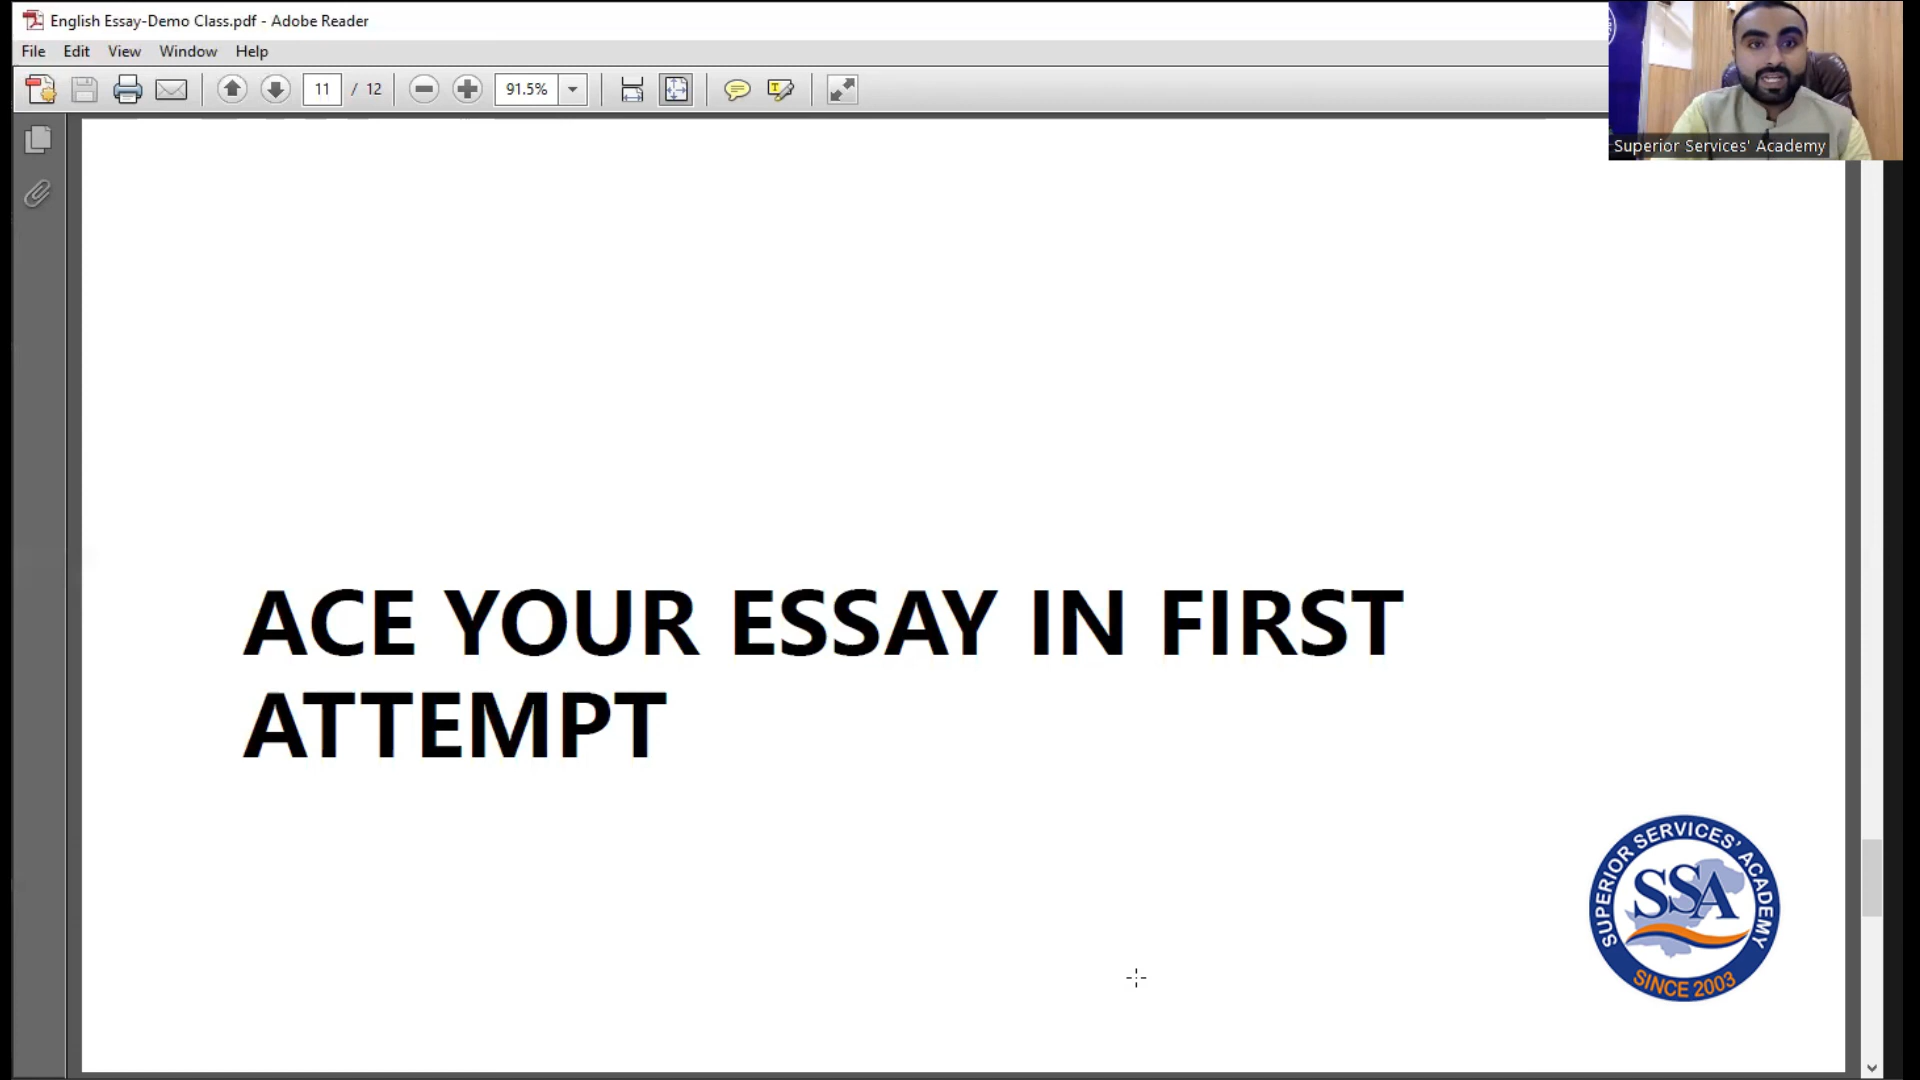 English Essay-Demo Class.pdf - Adobe Reader
File Edit View Window Help
11 / 12 91.5%
Superior Services' Academy
ACE YOUR ESSAY IN FIRST
ATTEMPT
SUPERIOR SERVICES' ACADEMY
SSA
SINCE 2003